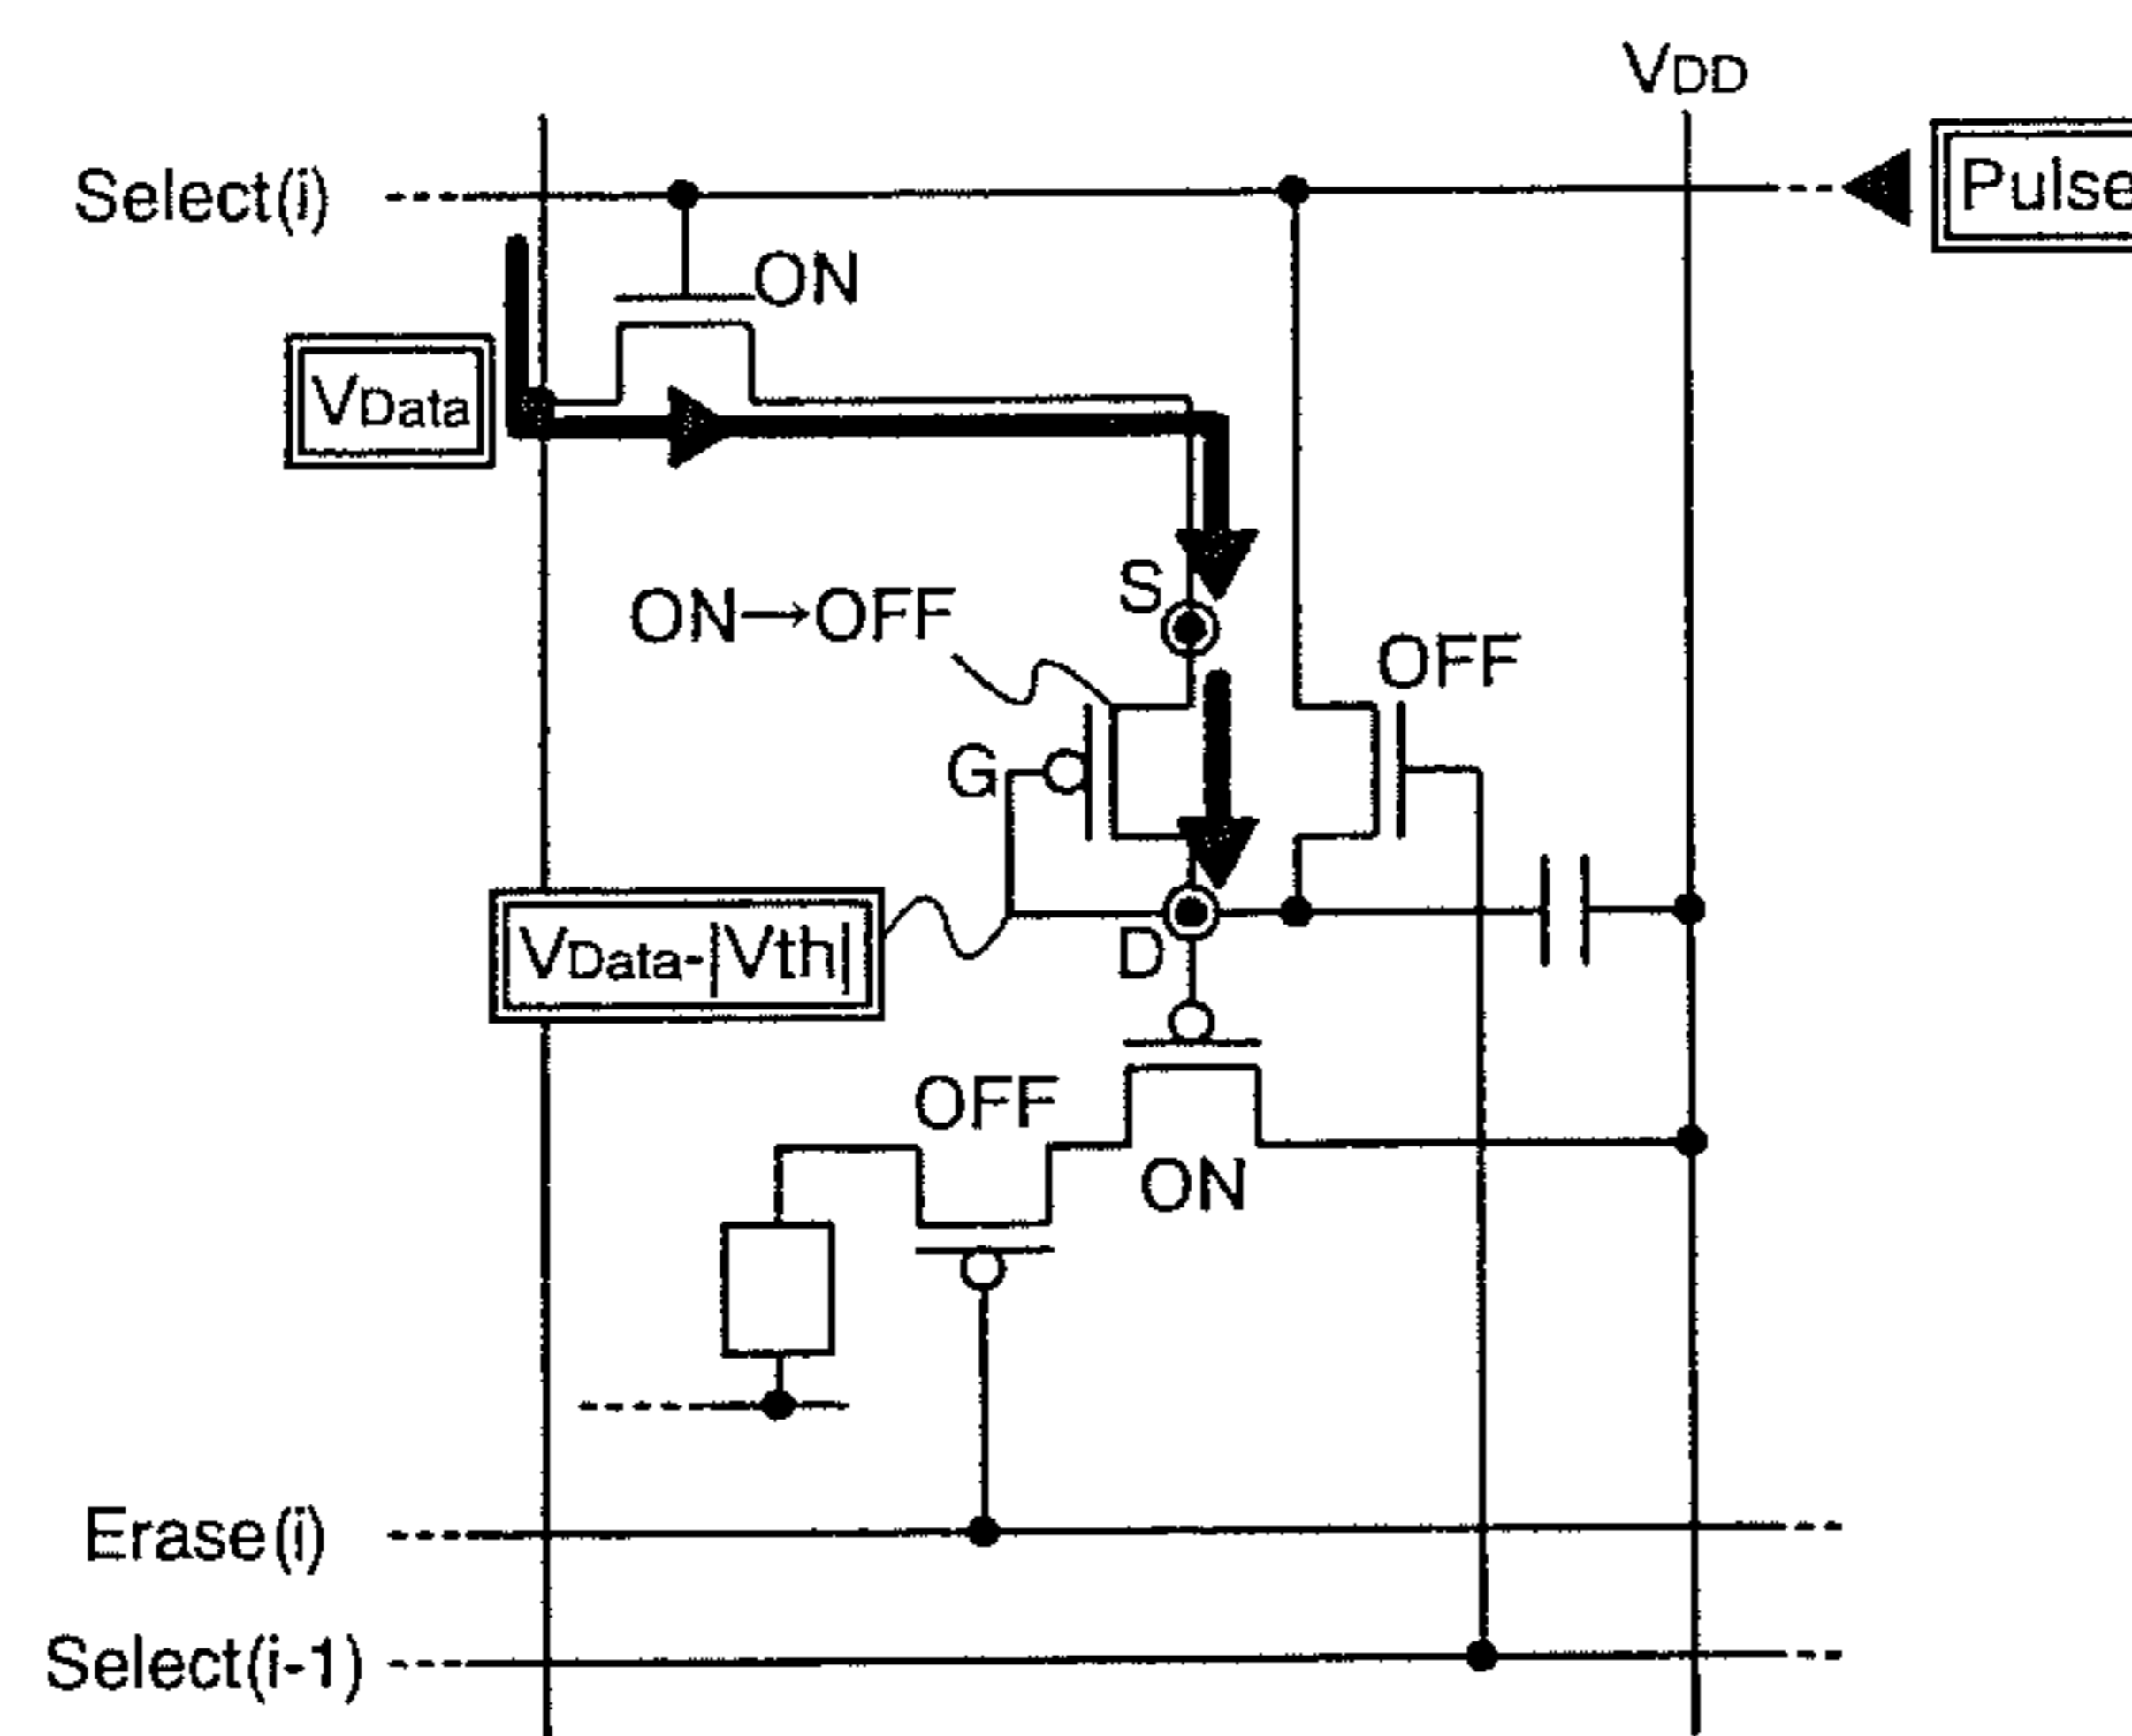 VDD
Select(i)
Pulse
ON
VData
S
ON→OFF
OFF
G
VData-|Vth|
D
OFF
ON
Erase(i)
Select(i-1)